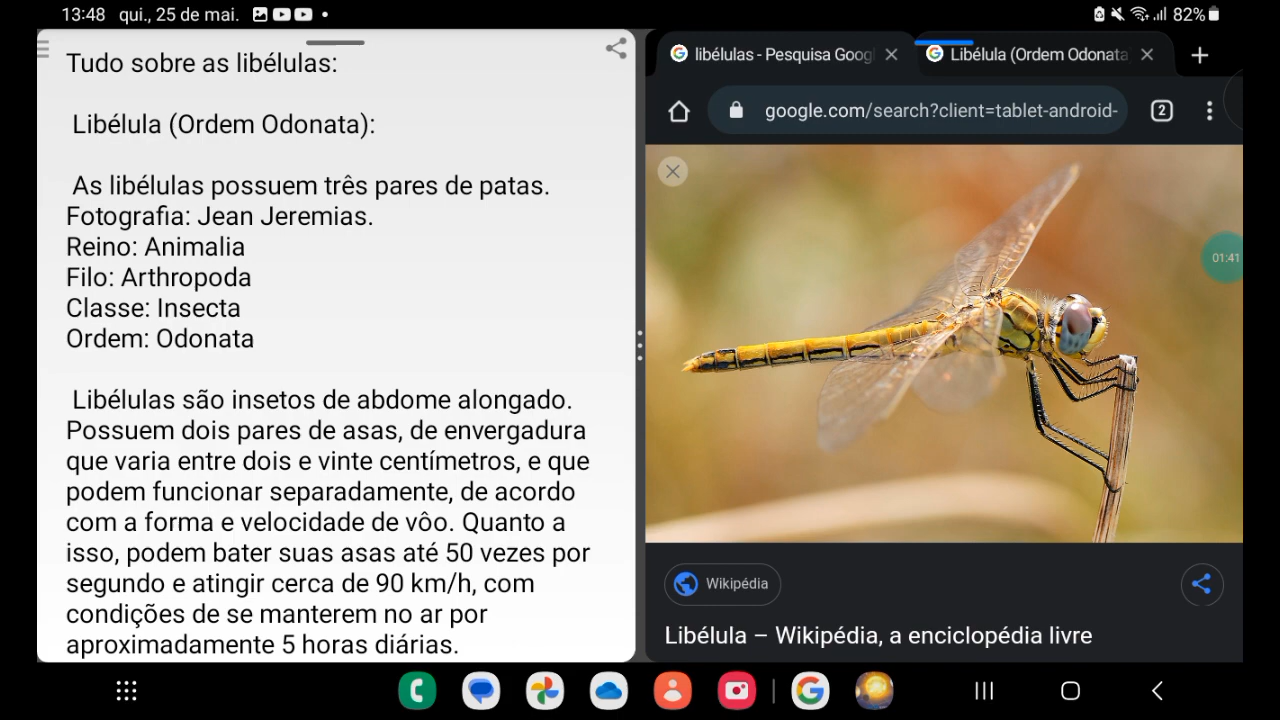 13:48 qui., 25 de mai.
82%
Tudo sobre as libélulas:
Libélula (Ordem Odonata):
As libélulas possuem três pares de patas.
Fotografia: Jean Jeremias.
Reino: Animalia
Filo: Arthropoda
Classe: Insecta
Ordem: Odonata
Libélulas são insetos de abdome alongado.
Possuem dois pares de asas, de envergadura
que varia entre dois e vinte centímetros, e que
podem funcionar separadamente, de acordo
com a forma e velocidade de vôo. Quanto a
isso, podem bater suas asas até 50 vezes por
segundo e atingir cerca de 90 km/h, com
condições de se manterem no ar por
aproximadamente 5 horas diárias.
libélulas - Pesquisa Goog
Libélula (Ordem Odonata
google.com/search?client=tablet-android-
2
01:41
Wikipédia
Libélula – Wikipédia, a enciclopédia livre